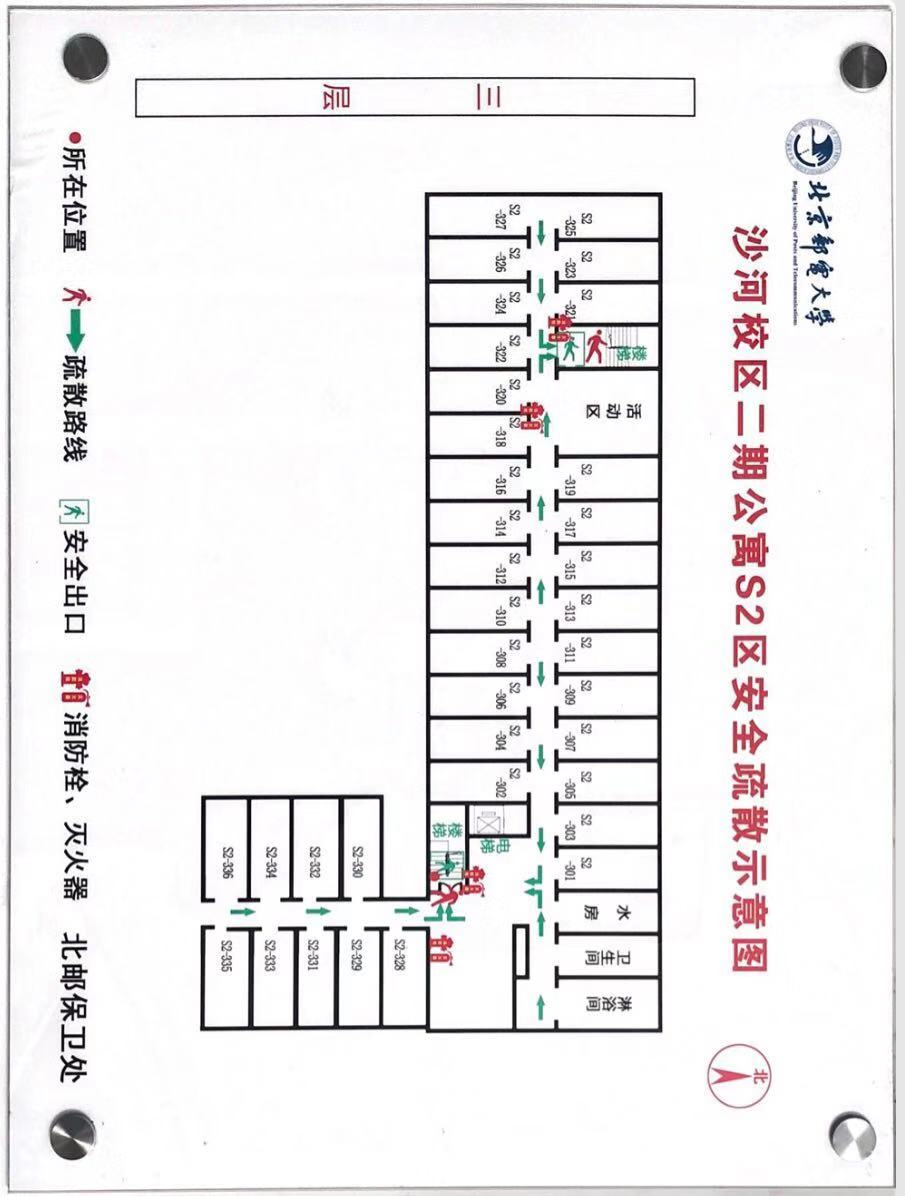 北京邮电大学
Beijing University of Posts and Telecommunications
沙河校区二期公寓S2区安全疏散示意图
三层
北
S2-325
S2-323
S2-321
楼梯
活动区
S2-319
S2-317
S2-315
S2-313
S2-311
S2-309
S2-307
S2-305
S2-303
S2-301
水房
卫生间
淋浴间
S2-327
S2-326
S2-324
S2-322
S2-320
S2-318
S2-316
S2-314
S2-312
S2-310
S2-308
S2-306
S2-304
S2-302
电梯
楼梯
S2-336
S2-334
S2-332
S2-330
S2-335
S2-333
S2-331
S2-329
S2-328
所在位置 疏散路线 安全出口 消防栓、灭火器 北邮保卫处